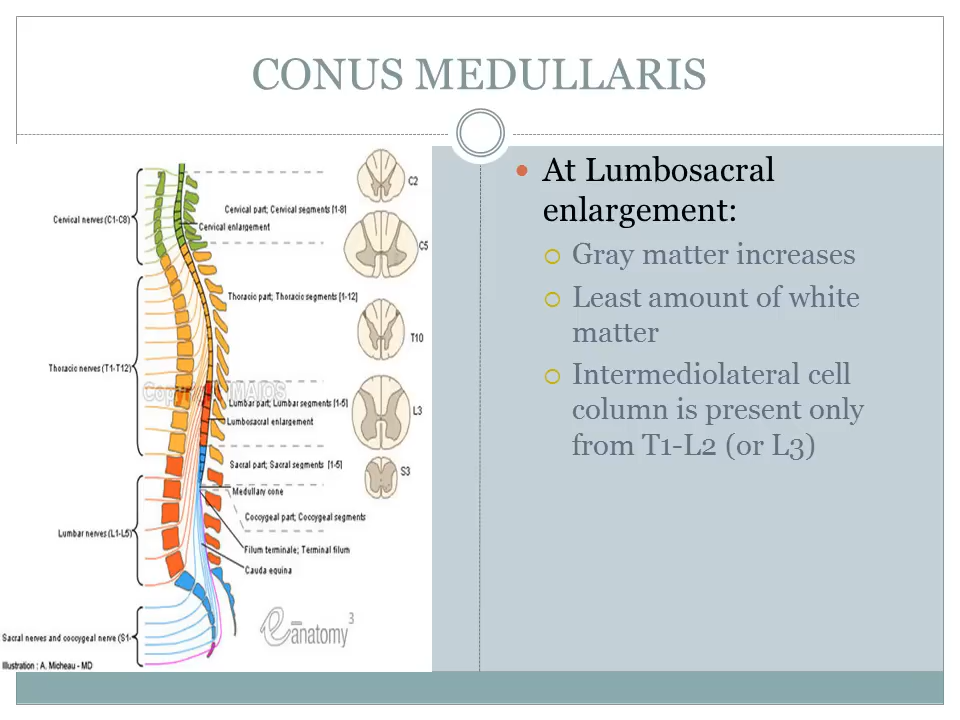 CONUS MEDULLARIS
C2
Cervical nerves (C1-C8)
Cervical part; Cervical segments [1-8]
Cervical enlargement
C5
Thoracic part; Thoracic segments [1-12]
T10
Thoracic nerves (T1-T12)
Lumbar part; Lumbar segments [1-5]
L3
Lumbosacral enlargement
Sacral part; Sacral segments [1-5]
S3
Medullary cone
Coccygeal part; Coccygeal segments
Lumbar nerves (L1-L5)
Filum terminale; Terminal filum
Cauda equina
e-anatomy 3
Sacral nerves and coccygeal nerve (S1-
Illustration : A. Micheau - MD
At Lumbosacral
enlargement:
Gray matter increases
Least amount of white
matter
Intermediolateral cell
column is present only
from T1-L2 (or L3)